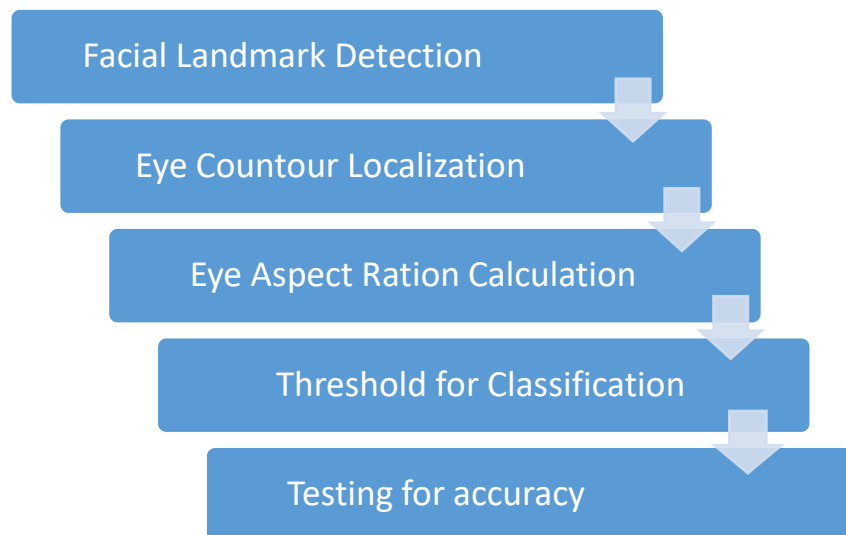 Facial Landmark Detection
Eye Countour Localization
Eye Aspect Ration Calculation
Threshold for Classification
Testing for accuracy